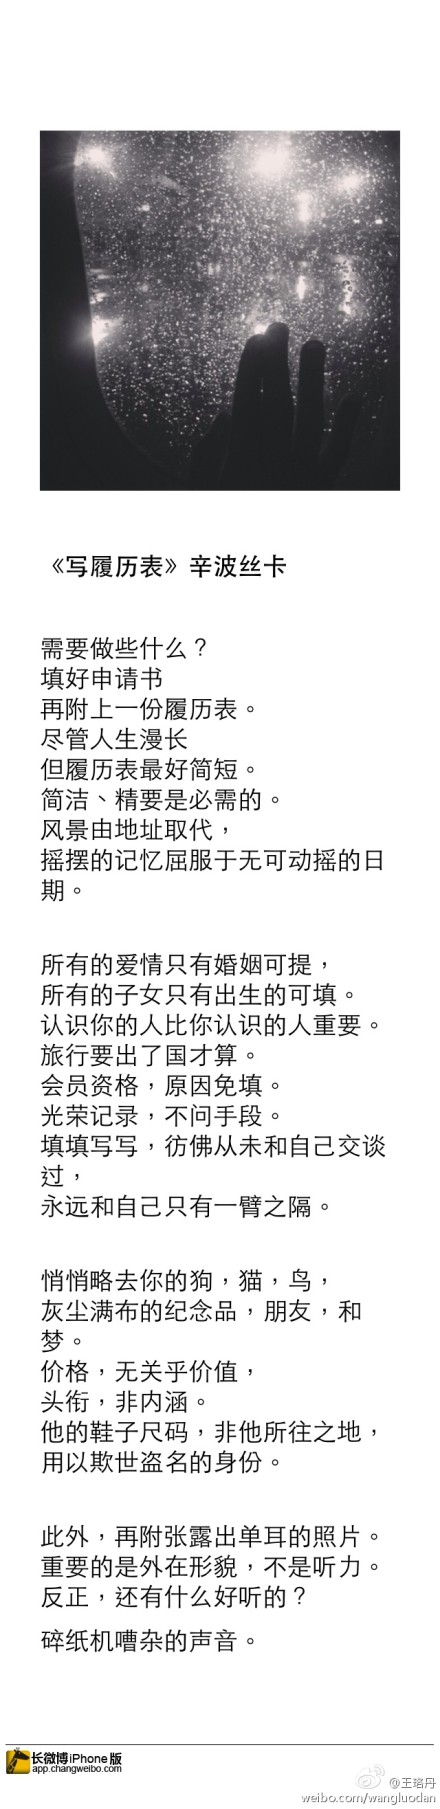 《写履历表》辛波丝卡
需要做些什么？
填好申请书
再附上一份履历表。
尽管人生漫长
但履历表最好简短。
简洁、精要是必需的。
风景由地址取代，
摇摆的记忆屈服于无可动摇的日
期。
所有的爱情只有婚姻可提，
所有的子女只有出生的可填。
认识你的人比你认识的人重要。
旅行要出了国才算。
会员资格，原因免填。
光荣记录，不问手段。
填填写写，彷佛从未和自己交谈
过，
永远和自己只有一臂之隔。
悄悄略去你的狗，猫，鸟，
灰尘满布的纪念品，朋友，和
梦。
价格，无关乎价值，
头衔，非内涵。
他的鞋子尺码，非他所往之地，
用以欺世盗名的身份。
此外，再附张露出单耳的照片。
重要的是外在形貌，不是听力。
反正，还有什么好听的？
碎纸机嘈杂的声音。
长微博iPhone版
app.changweibo.com
@王珞丹
weibo.com/wangluodan